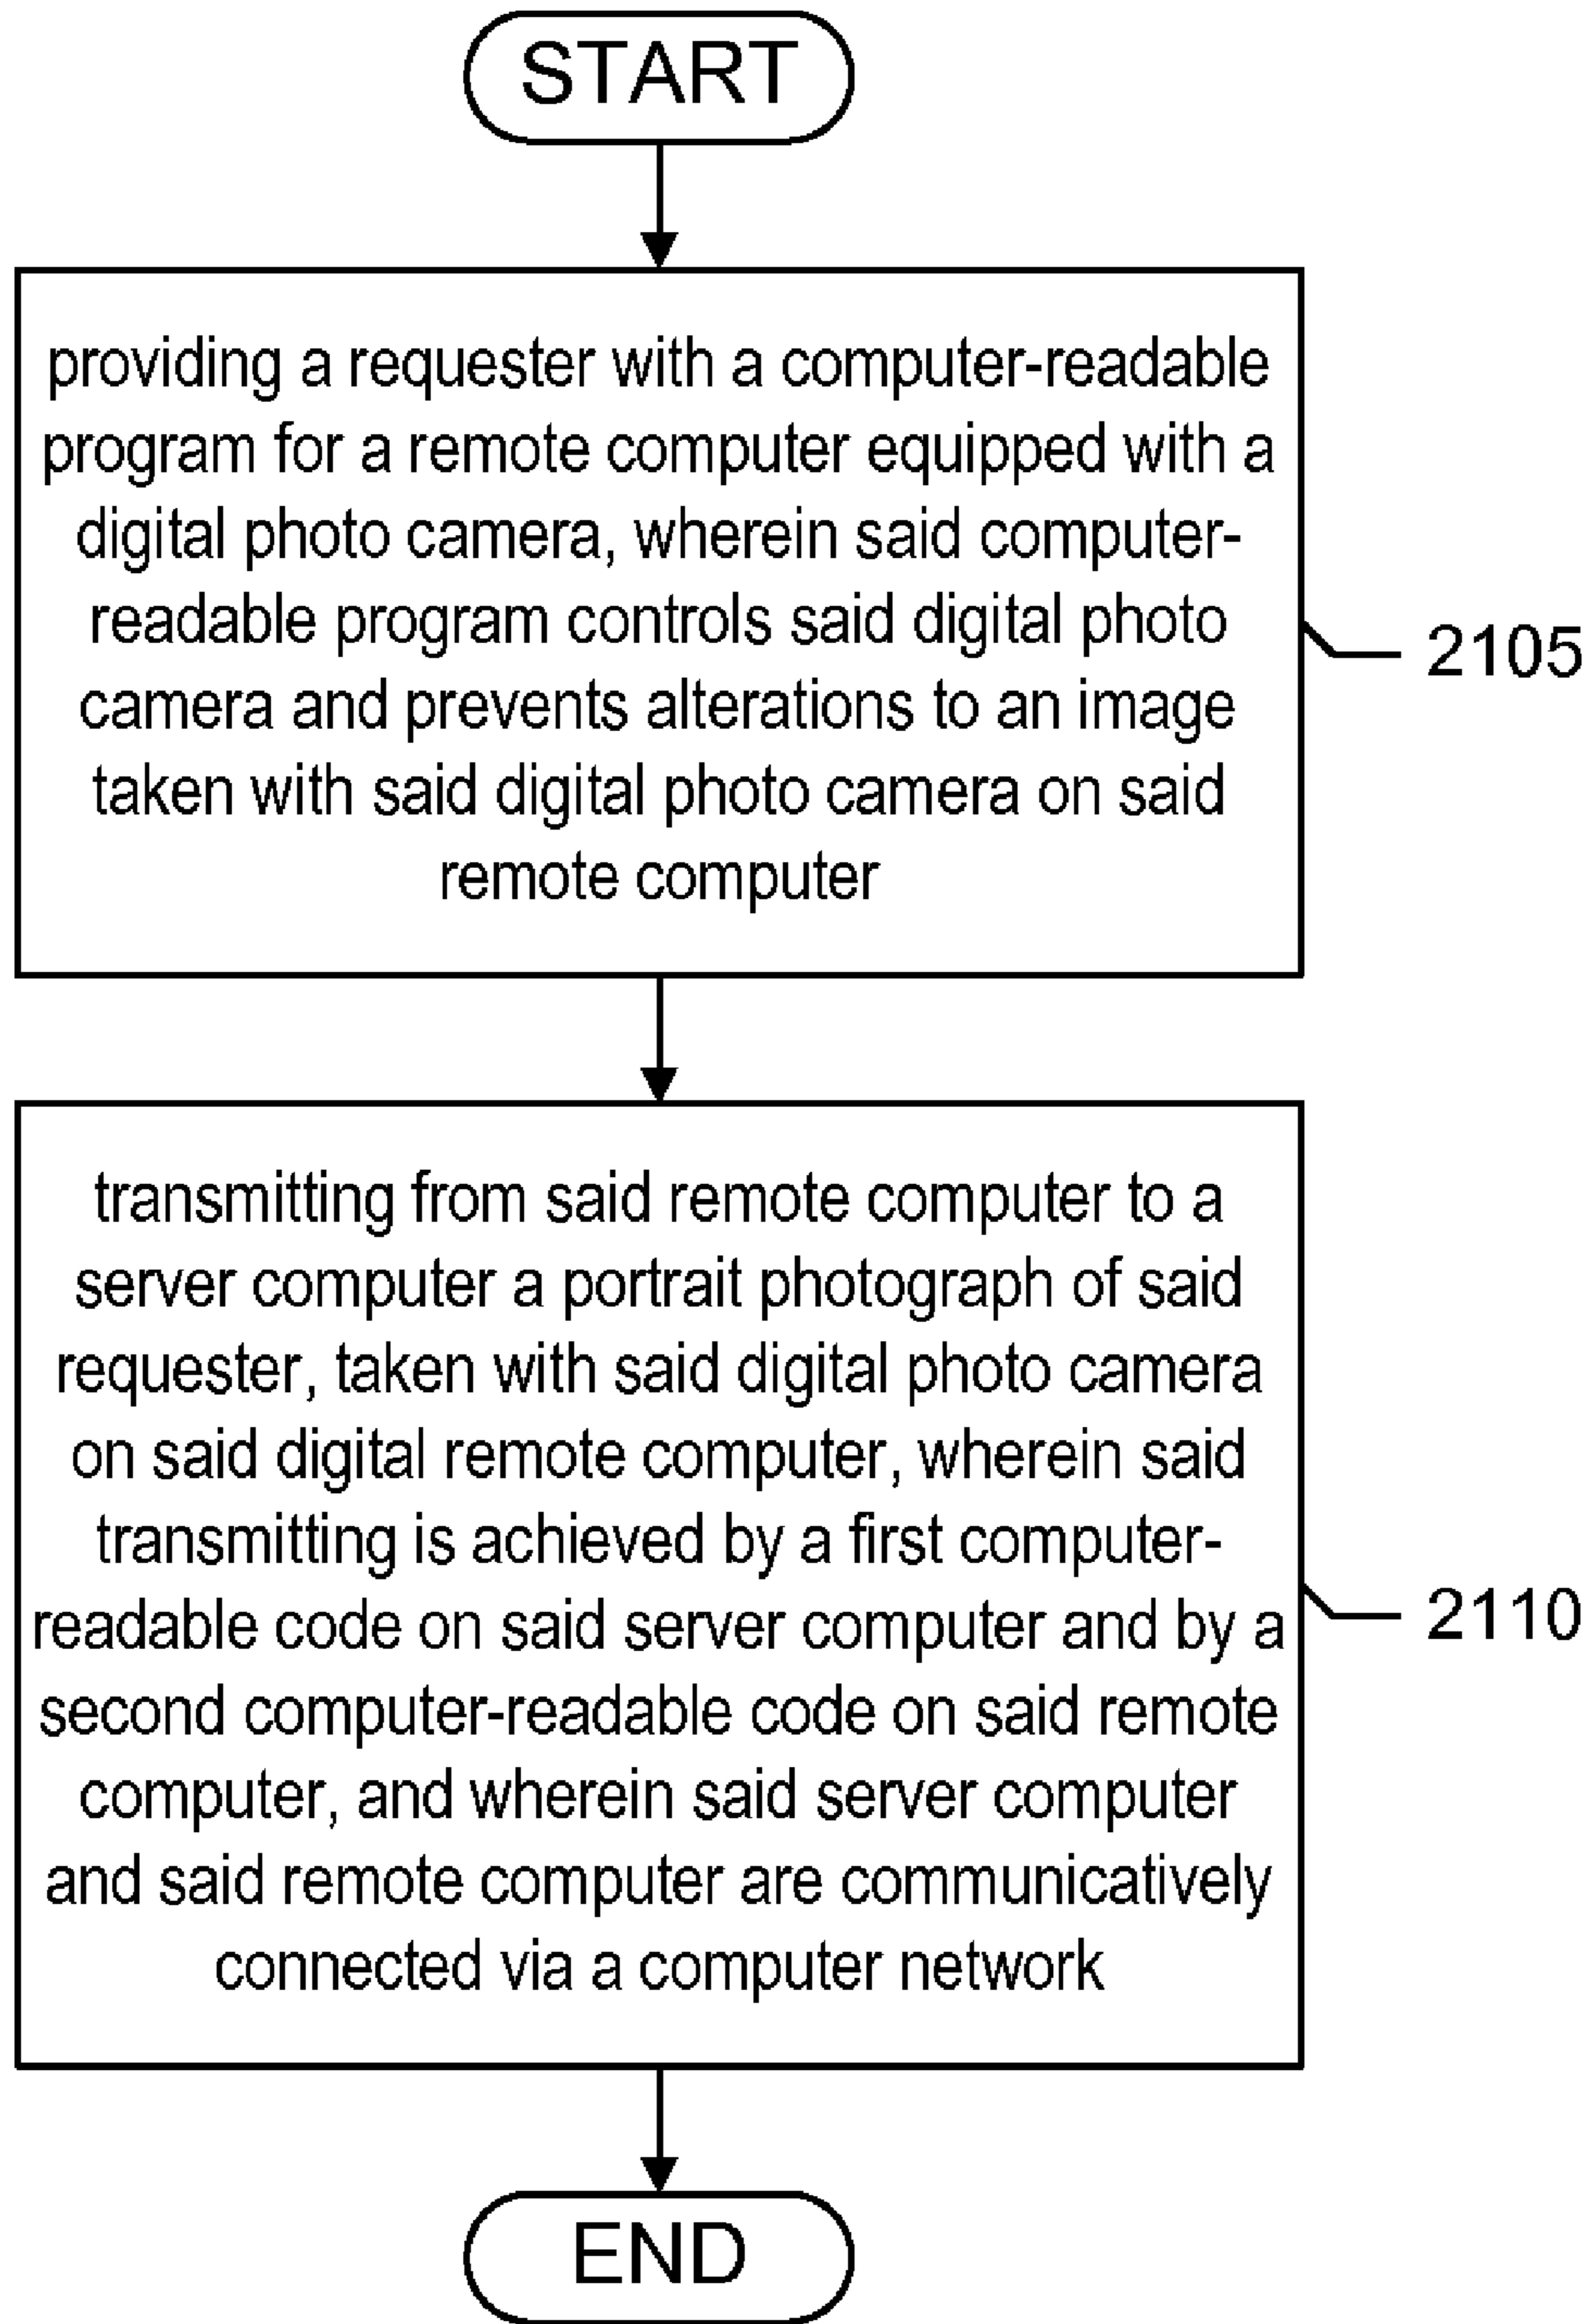 START
providing a requester with a computer-readable
program for a remote computer equipped with a
digital photo camera, wherein said computer-
readable program controls said digital photo
camera and prevents alterations to an image
taken with said digital photo camera on said
remote computer
2105
transmitting from said remote computer to a
server computer a portrait photograph of said
requester, taken with said digital photo camera
on said digital remote computer, wherein said
transmitting is achieved by a first computer-
readable code on said server computer and by a
second computer-readable code on said remote
computer, and wherein said server computer
and said remote computer are communicatively
connected via a computer network
2110
END